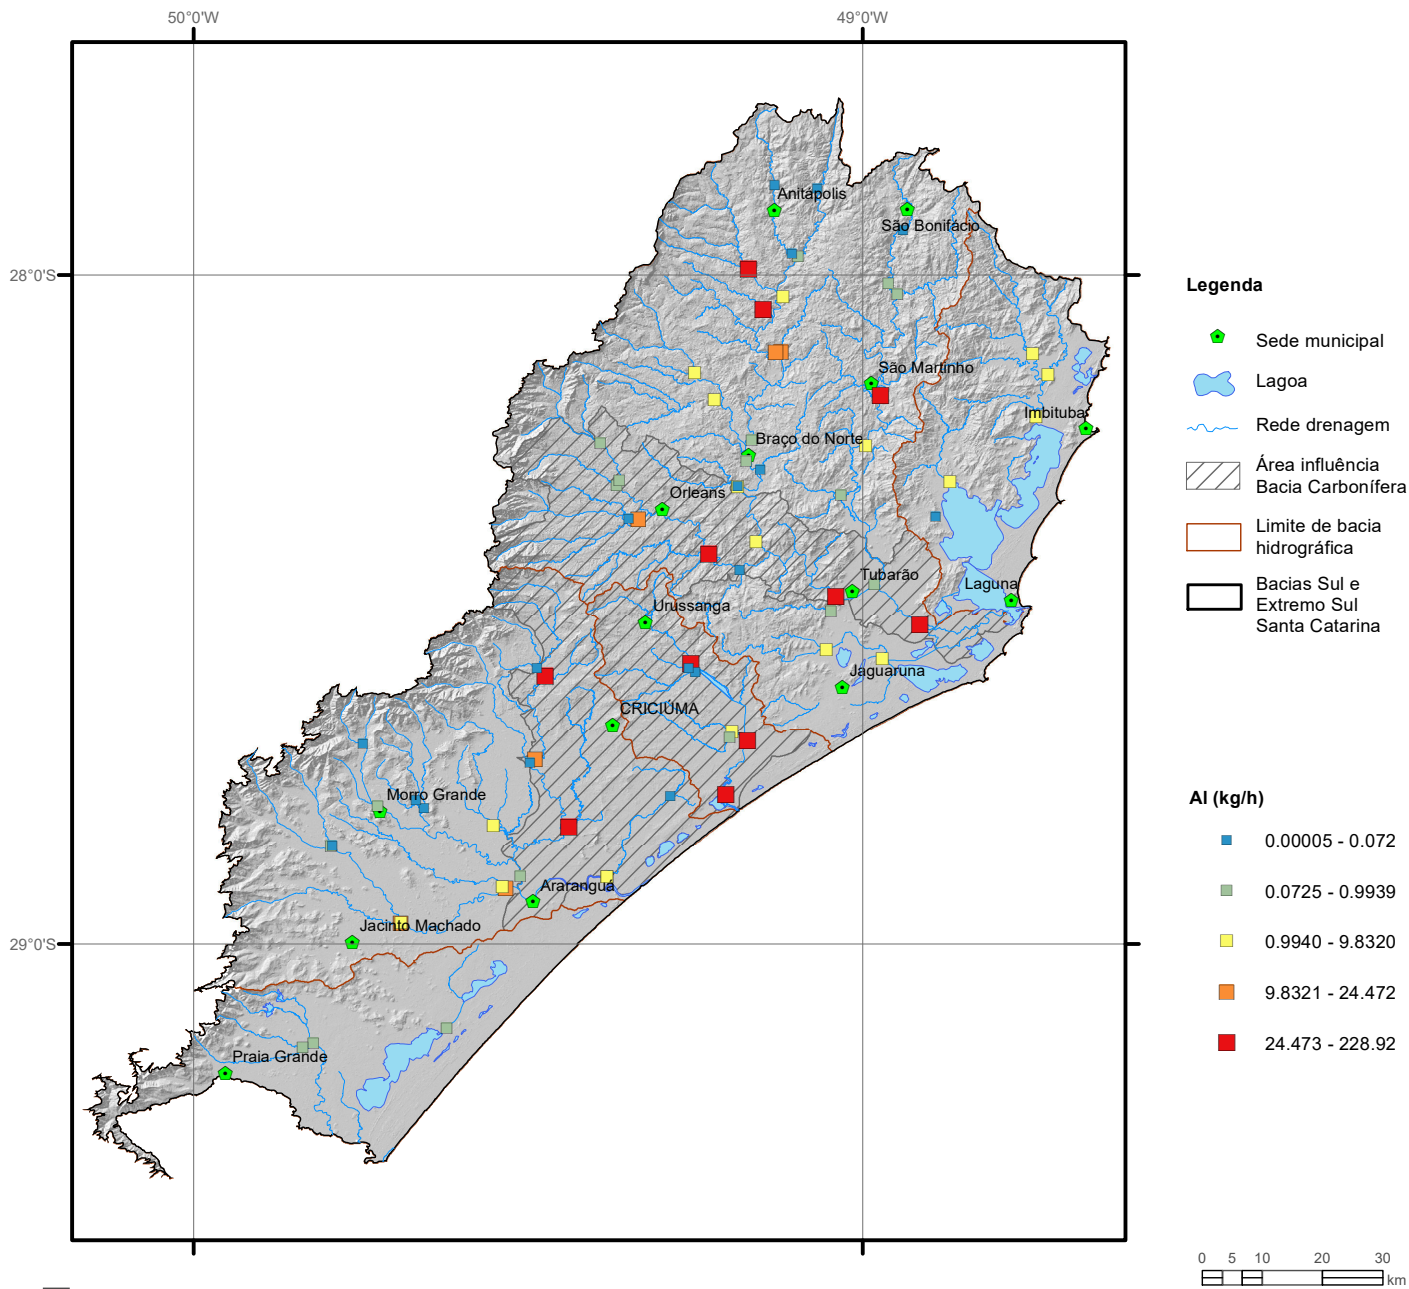 50°0'W
49°0'W
Anitápolis
São Bonifácio
28°0'S
São Martinho
Imbituba
Braço do Norte
Orleans
Tubarão
Laguna
Urussanga
Jaguaruna
CRICIÚMA
Morro Grande
Araranguá
Jacinto Machado
29°0'S
Praia Grande
Legenda
Sede municipal
Lagoa
Rede drenagem
Área influência
Bacia Carbonífera
Limite de bacia
hidrográfica
Bacias Sul e
Extremo Sul
Santa Catarina
Al (kg/h)
0.00005 - 0.072
0.0725 - 0.9939
0.9940 - 9.8320
9.8321 - 24.472
24.473 - 228.92
0 5 10 20 30
km